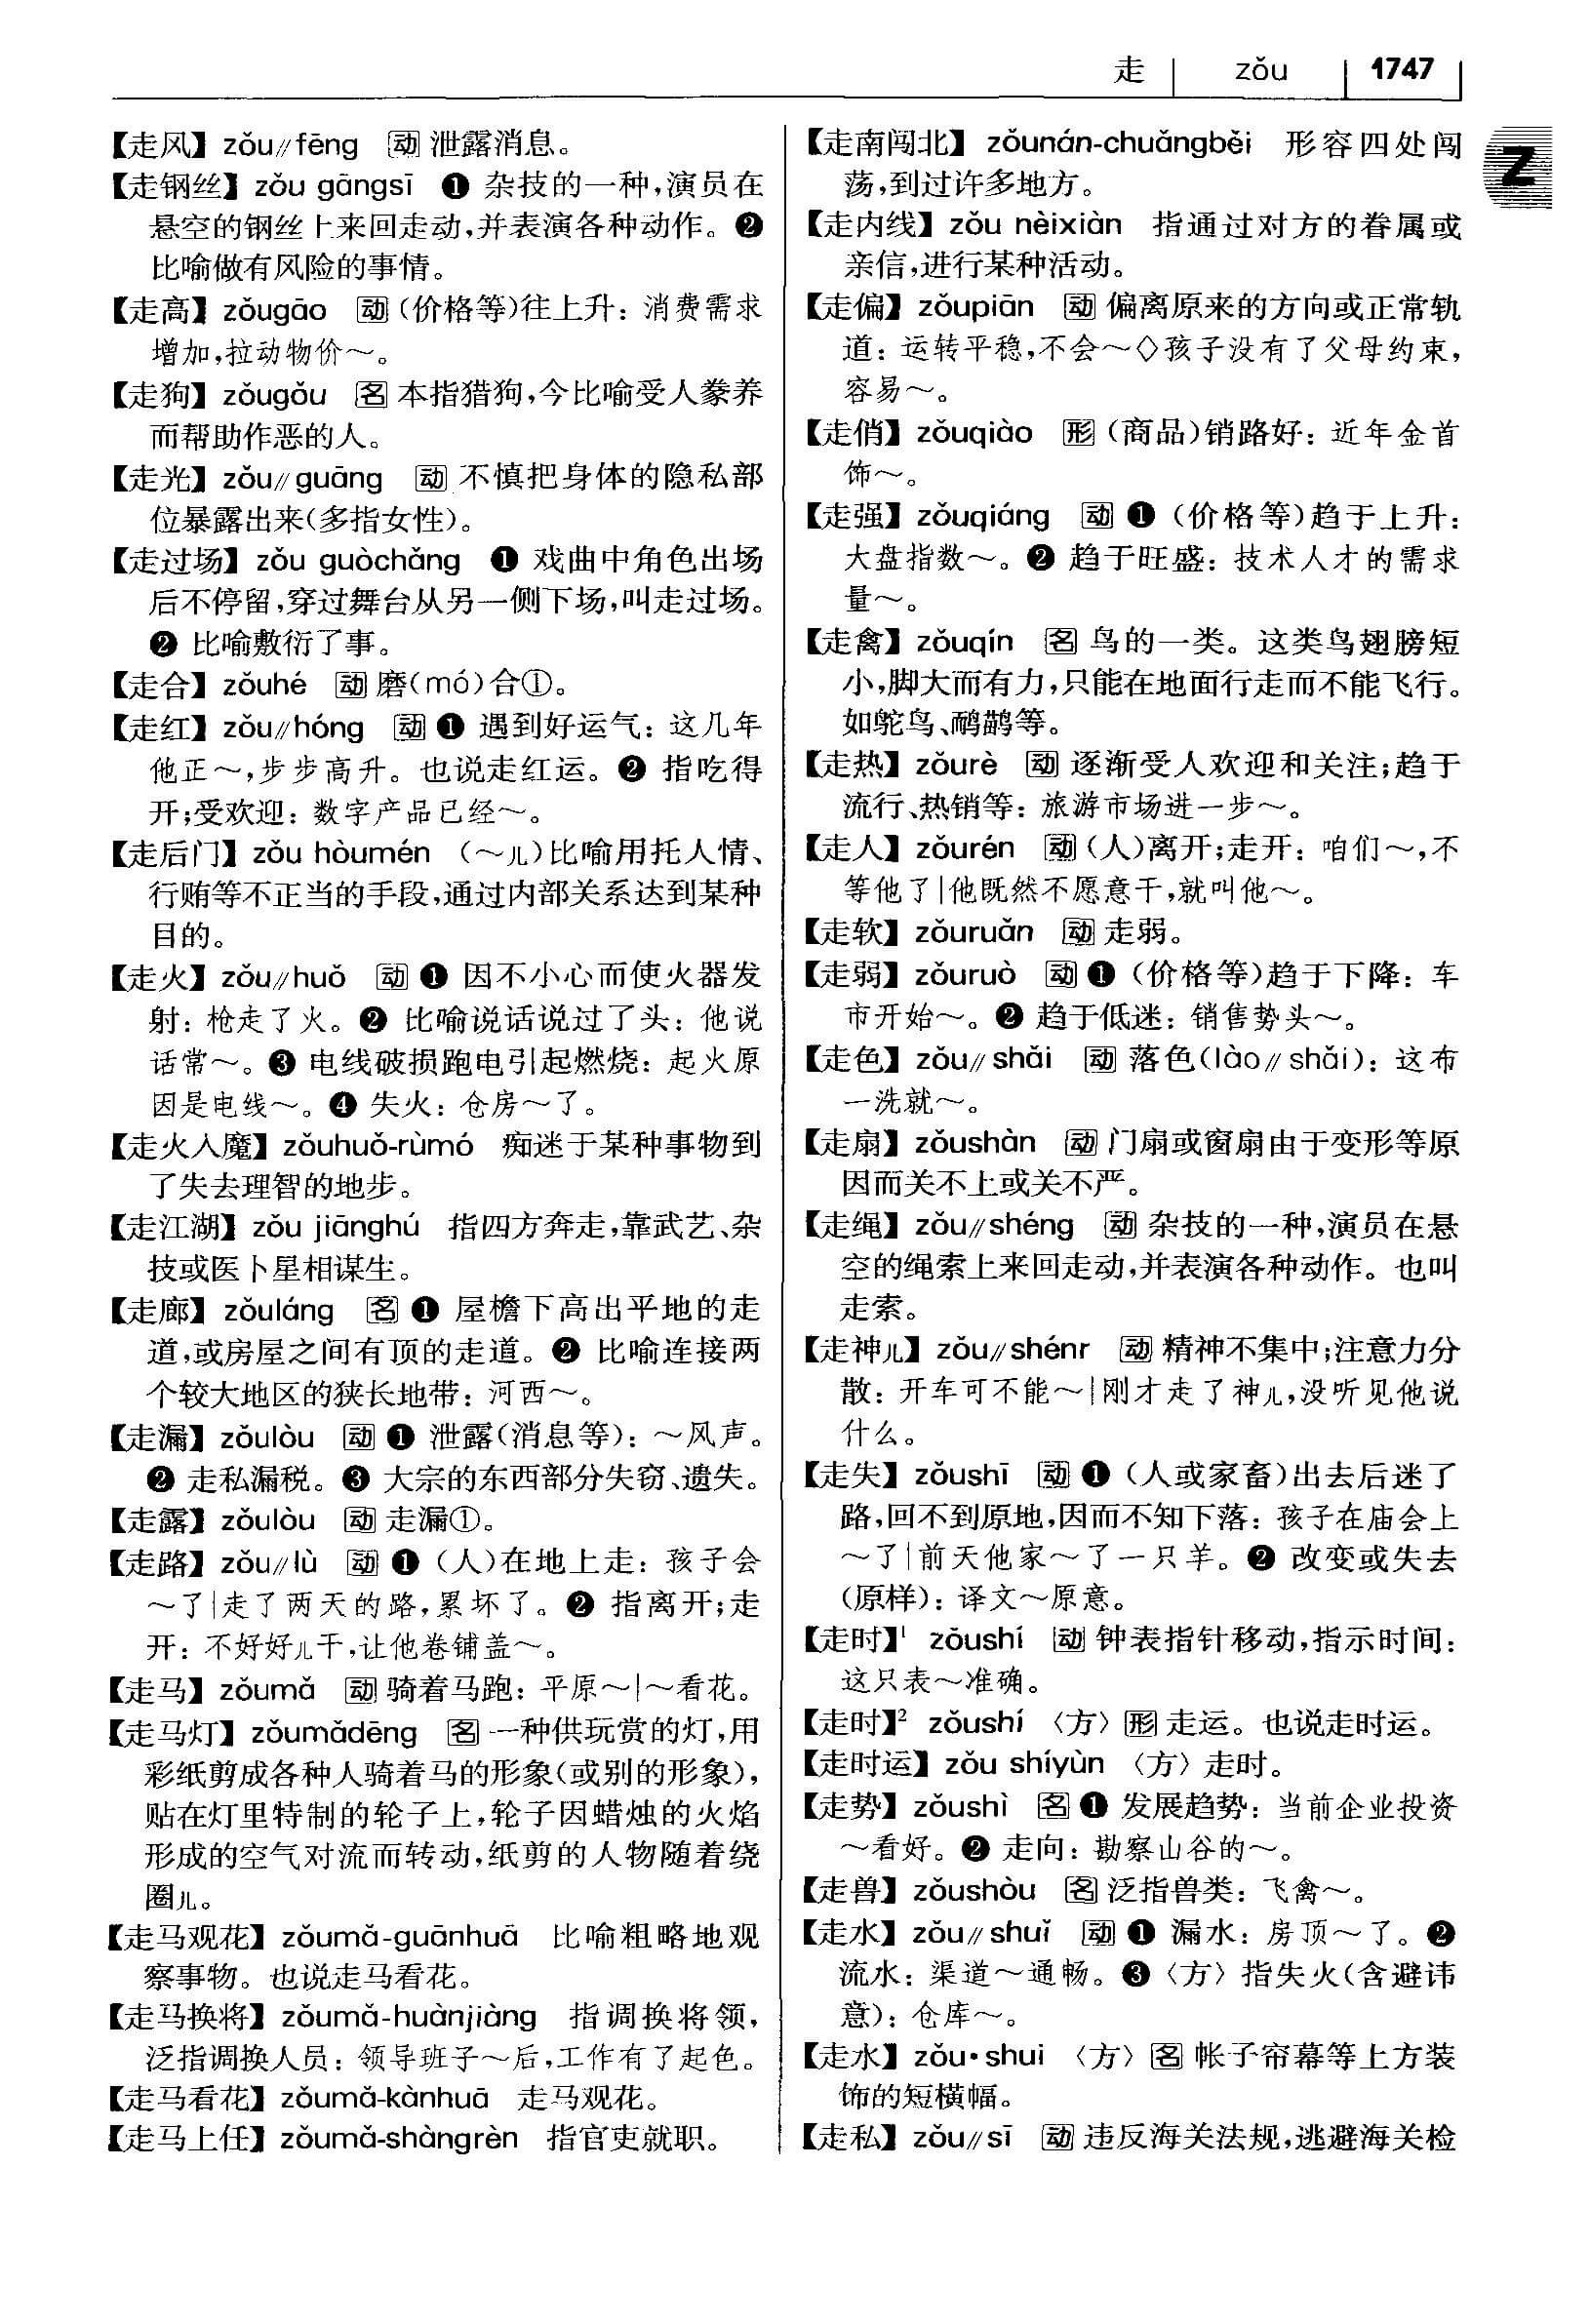 走 zǒu 1747
【走风】 zǒu//fēng 动 泄露消息。
【走钢丝】 zǒu gāngsī ❶ 杂技的一种,演员在
悬空的钢丝上来回走动,并表演各种动作。❷
比喻做有风险的事情。
【走高】 zǒugāo 动 (价格等)往上升：消费需求
增加,拉动物价～。
【走狗】 zǒugǒu 名 本指猎狗,今比喻受人豢养
而帮助作恶的人。
【走光】 zǒu//guāng 动 不慎把身体的隐私部
位暴露出来(多指女性)。
【走过场】 zǒu guòchǎng ❶ 戏曲中角色出场
后不停留,穿过舞台从另一侧下场,叫走过场。
❷ 比喻敷衍了事。
【走合】 zǒuhé 动 磨(mó)合①。
【走红】 zǒu//hóng 动 ❶ 遇到好运气：这几年
他正～,步步高升。也说走红运。❷ 指吃得
开;受欢迎：数字产品已经～。
【走后门】 zǒu hòumén (～儿)比喻用托人情、
行贿等不正当的手段,通过内部关系达到某种
目的。
【走火】 zǒu//huǒ 动 ❶ 因不小心而使火器发
射：枪走了火。❷ 比喻说话说过了头：他说
话常～。❸ 电线破损跑电引起燃烧：起火原
因是电线～。❹ 失火：仓房～了。
【走火入魔】 zǒuhuǒ-rùmó 痴迷于某种事物到
了失去理智的地步。
【走江湖】 zǒu jiānghú 指四方奔走,靠武艺、杂
技或医卜星相谋生。
【走廊】 zǒuláng 名 ❶ 屋檐下高出平地的走
道,或房屋之间有顶的走道。❷ 比喻连接两
个较大地区的狭长地带：河西～。
【走漏】 zǒulòu 动 ❶ 泄露(消息等)：～风声。
❷ 走私漏税。❸ 大宗的东西部分失窃、遗失。
【走露】 zǒulòu 动 走漏①。
【走路】 zǒu//lù 动 ❶ (人)在地上走：孩子会
～了|走了两天的路,累坏了。❷ 指离开;走
开：不好好儿干,让他卷铺盖～。
【走马】 zǒumǎ 动 骑着马跑：平原～|～看花。
【走马灯】 zǒumǎdēng 名 一种供玩赏的灯,用
彩纸剪成各种人骑着马的形象(或别的形象),
贴在灯里特制的轮子上,轮子因蜡烛的火焰
形成的空气对流而转动,纸剪的人物随着绕
圈儿。
【走马观花】 zǒumǎ-guānhuā 比喻粗略地观
察事物。也说走马看花。
【走马换将】 zǒumǎ-huànjiàng 指调换将领,
泛指调换人员：领导班子～后,工作有了起色。
【走马看花】 zǒumǎ-kànhuā 走马观花。
【走马上任】 zǒumǎ-shàngrèn 指官吏就职。
【走南闯北】 zǒunán-chuǎngběi 形容四处闯
荡,到过许多地方。
【走内线】 zǒu nèixiàn 指通过对方的眷属或
亲信,进行某种活动。
【走偏】 zǒupiān 动 偏离原来的方向或正常轨
道：运转平稳,不会～◇孩子没有了父母约束,
容易～。
【走俏】 zǒuqiào 形 (商品)销路好：近年金首
饰～。
【走强】 zǒuqiáng 动 ❶ (价格等)趋于上升：
大盘指数～。❷ 趋于旺盛：技术人才的需求
量～。
【走禽】 zǒuqín 名 鸟的一类。这类鸟翅膀短
小,脚大而有力,只能在地面行走而不能飞行。
如鸵鸟、鸸鹋等。
【走热】 zǒurè 动 逐渐受人欢迎和关注;趋于
流行、热销等：旅游市场进一步～。
【走人】 zǒurén 动 (人)离开;走开：咱们～,不
等他了|他既然不愿意干,就叫他～。
【走软】 zǒuruǎn 动 走弱。
【走弱】 zǒuruò 动 ❶ (价格等)趋于下降：车
市开始～。❷ 趋于低迷：销售势头～。
【走色】 zǒu//shǎi 动 落色(lào//shǎi)：这布
一洗就～。
【走扇】 zǒushàn 动 门扇或窗扇由于变形等原
因而关不上或关不严。
【走绳】 zǒu//shéng 动 杂技的一种,演员在悬
空的绳索上来回走动,并表演各种动作。也叫
走索。
【走神儿】 zǒu//shénr 动 精神不集中;注意力分
散：开车可不能～|刚才走了神儿,没听见他说
什么。
【走失】 zǒushī 动 ❶ (人或家畜)出去后迷了
路,回不到原地,因而不知下落：孩子在庙会上
～了|前天他家～了一只羊。❷ 改变或失去
(原样)：译文～原意。
【走时】¹ zǒushí 动 钟表指针移动,指示时间：
这只表～准确。
【走时】² zǒushí 〈方〉 形 走运。也说走时运。
【走时运】 zǒu shíyùn 〈方〉 走时。
【走势】 zǒushì 名 ❶ 发展趋势：当前企业投资
～看好。❷ 走向：勘察山谷的～。
【走兽】 zǒushòu 名 泛指兽类：飞禽～。
【走水】 zǒu//shuǐ 动 ❶ 漏水：房顶～了。❷
流水：渠道～通畅。❸〈方〉指失火(含避讳
意)：仓库～。
【走水】 zǒu·shui 〈方〉 名 帐子帘幕等上方装
饰的短横幅。
【走私】 zǒu//sī 动 违反海关法规,逃避海关检
Z